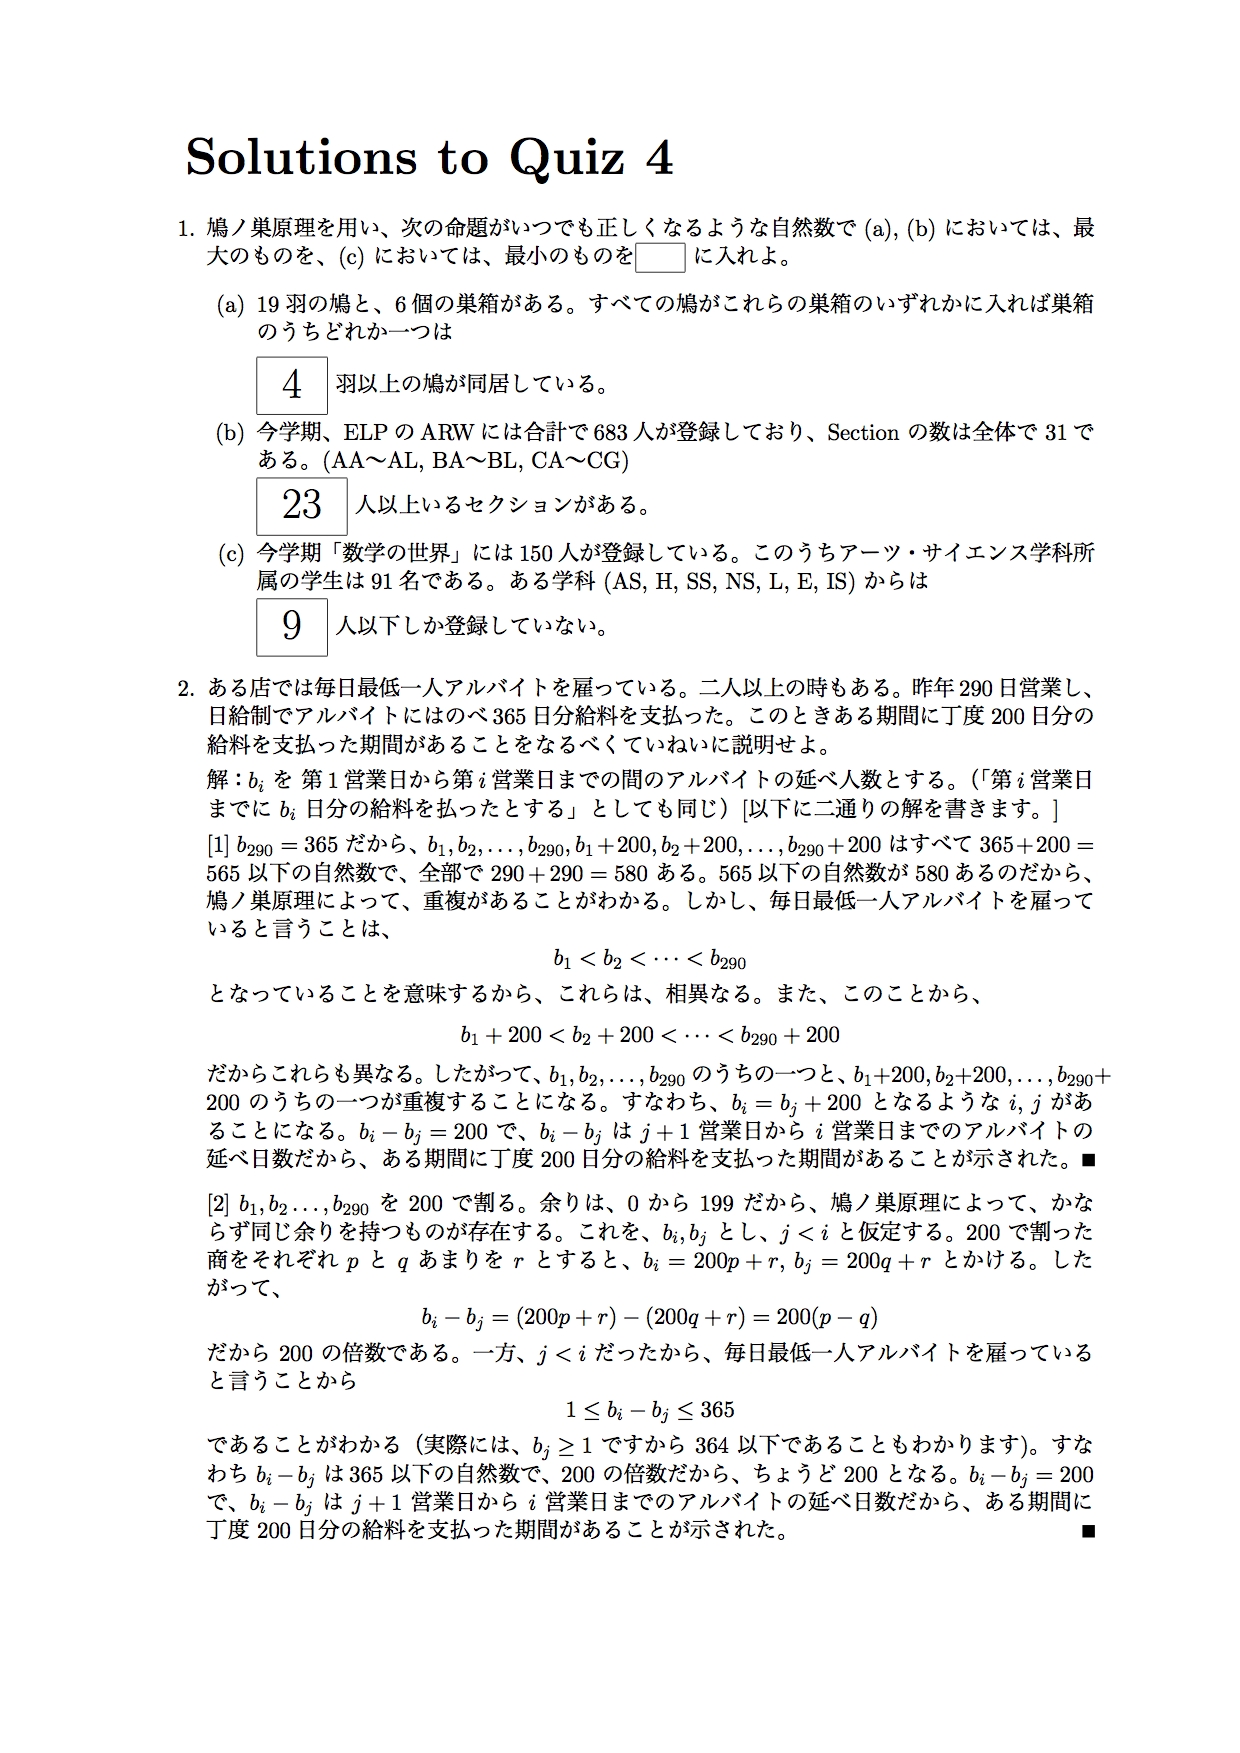 Solutions to Quiz 4
1. 鳩ノ巣原理を用い、次の命題がいつでも正しくなるような自然数で (a), (b) においては、最
大のものを、(c) においては、最小のものを に入れよ。
(a) 19 羽の鳩と、6 個の巣箱がある。すべての鳩がこれらの巣箱のいずれかに入れば巣箱
のうちどれか一つは
4 羽以上の鳩が同居している。
(b) 今学期、ELP の ARW には合計で 683 人が登録しており、Section の数は全体で 31 で
ある。(AA〜AL, BA〜BL, CA〜CG)
23 人以上いるセクションがある。
(c) 今学期「数学の世界」には 150 人が登録している。このうちアーツ・サイエンス学科所
属の学生は 91 名である。ある学科 (AS, H, SS, NS, L, E, IS) からは
9 人以下しか登録していない。
2. ある店では毎日最低一人アルバイトを雇っている。二人以上の時もある。昨年 290 日営業し、
日給制でアルバイトにはのべ 365 日分給料を支払った。このときある期間に丁度 200 日分の
給料を支払った期間があることをなるべくていねいに説明せよ。
解：b_i を 第 1 営業日から第 i 営業日までの間のアルバイトの延べ人数とする。（「第 i 営業日
までに b_i 日分の給料を払ったとする」としても同じ）[以下に二通りの解を書きます。]
[1] b_290 = 365 だから、b_1, b_2, . . . , b_290, b_1 + 200, b_2 + 200, . . . , b_290 + 200 はすべて 365 + 200 =
565 以下の自然数で、全部で 290 + 290 = 580 ある。565 以下の自然数が 580 あるのだから、
鳩ノ巣原理によって、重複があることがわかる。しかし、毎日最低一人アルバイトを雇って
いると言うことは、
b_1 < b_2 < · · · < b_290
となっていることを意味するから、これらは、相異なる。また、このことから、
b_1 + 200 < b_2 + 200 < · · · < b_290 + 200
だからこれらも異なる。したがって、b_1, b_2, . . . , b_290 のうちの一つと、b_1+200, b_2+200, . . . , b_290+
200 のうちの一つが重複することになる。すなわち、b_i = b_j + 200 となるような i, j があ
ることになる。b_i − b_j = 200 で、b_i − b_j は j + 1 営業日から i 営業日までのアルバイトの
延べ日数だから、ある期間に丁度 200 日分の給料を支払った期間があることが示された。■
[2] b_1, b_2 . . . , b_290 を 200 で割る。余りは、0 から 199 だから、鳩ノ巣原理によって、かな
らず同じ余りを持つものが存在する。これを、b_i, b_j とし、j < i と仮定する。200 で割った
商をそれぞれ p と q あまりを r とすると、b_i = 200p + r, b_j = 200q + r とかける。した
がって、
b_i − b_j = (200p + r) − (200q + r) = 200(p − q)
だから 200 の倍数である。一方、j < i だったから、毎日最低一人アルバイトを雇っている
と言うことから
1 ≤ b_i − b_j ≤ 365
であることがわかる（実際には、b_j ≥ 1 ですから 364 以下であることもわかります)。すな
わち b_i − b_j は 365 以下の自然数で、200 の倍数だから、ちょうど 200 となる。b_i − b_j = 200
で、b_i − b_j は j + 1 営業日から i 営業日までのアルバイトの延べ日数だから、ある期間に
丁度 200 日分の給料を支払った期間があることが示された。 ■